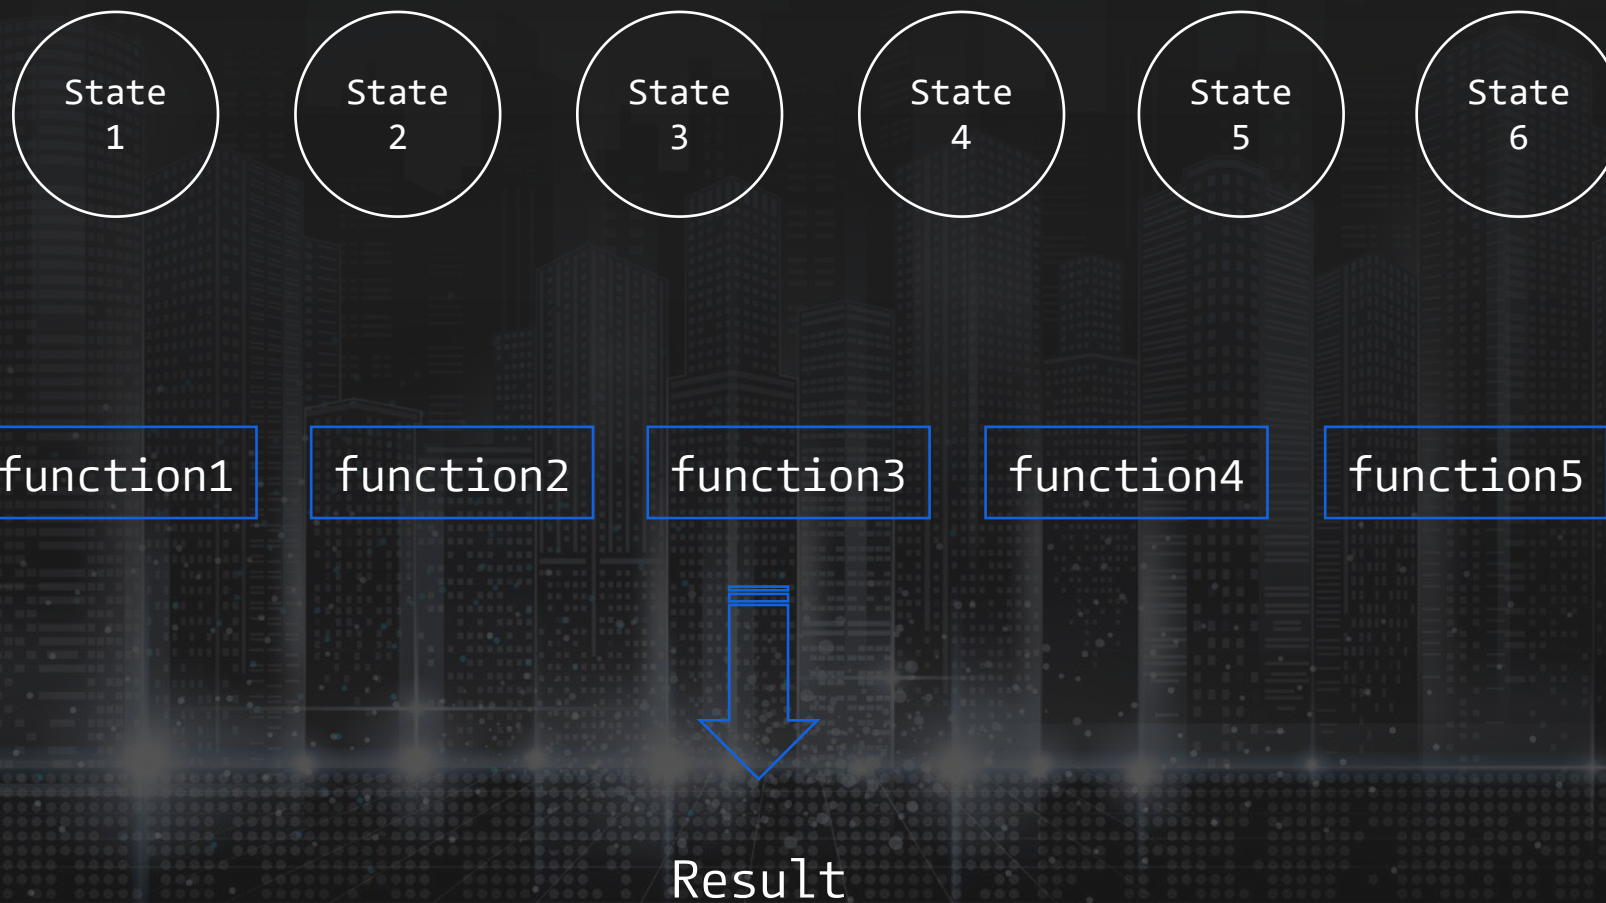 State
1
State
2
State
3
State
4
State
5
State
6
function1
function2
function3
function4
function5
Result